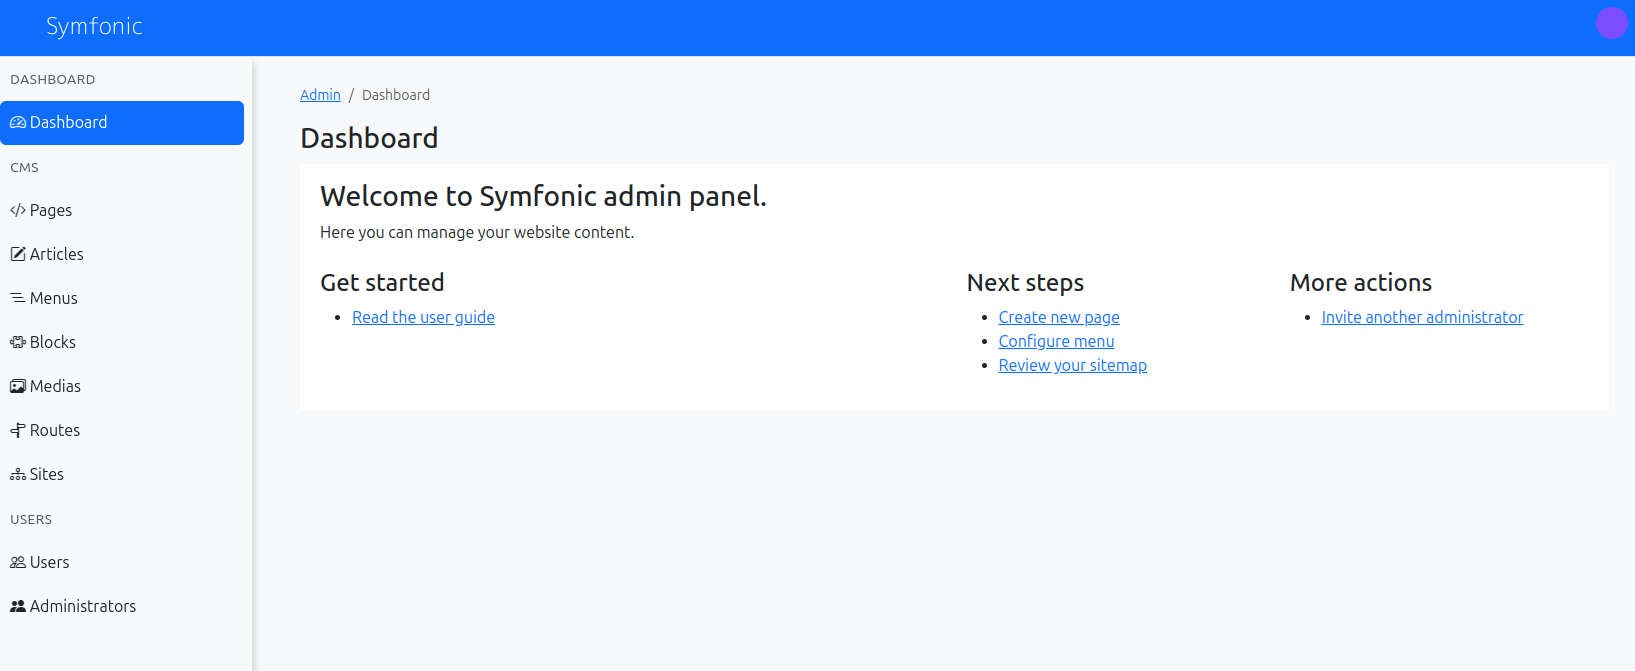 Symfonic
DASHBOARD
Dashboard
CMS
Pages
Articles
Menus
Blocks
Medias
Routes
Sites
USERS
Users
Administrators
Admin / Dashboard
Dashboard
Welcome to Symfonic admin panel.
Here you can manage your website content.
Get started
Read the user guide
Next steps
Create new page
Configure menu
Review your sitemap
More actions
Invite another administrator